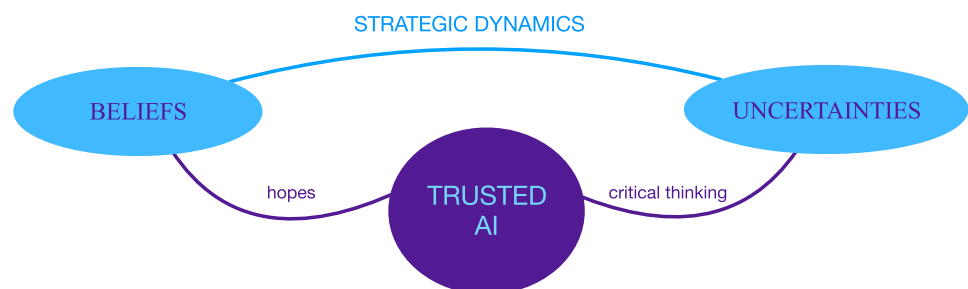 STRATEGIC DYNAMICS
BELIEFS
UNCERTAINTIES
hopes
TRUSTED
AI
critical thinking